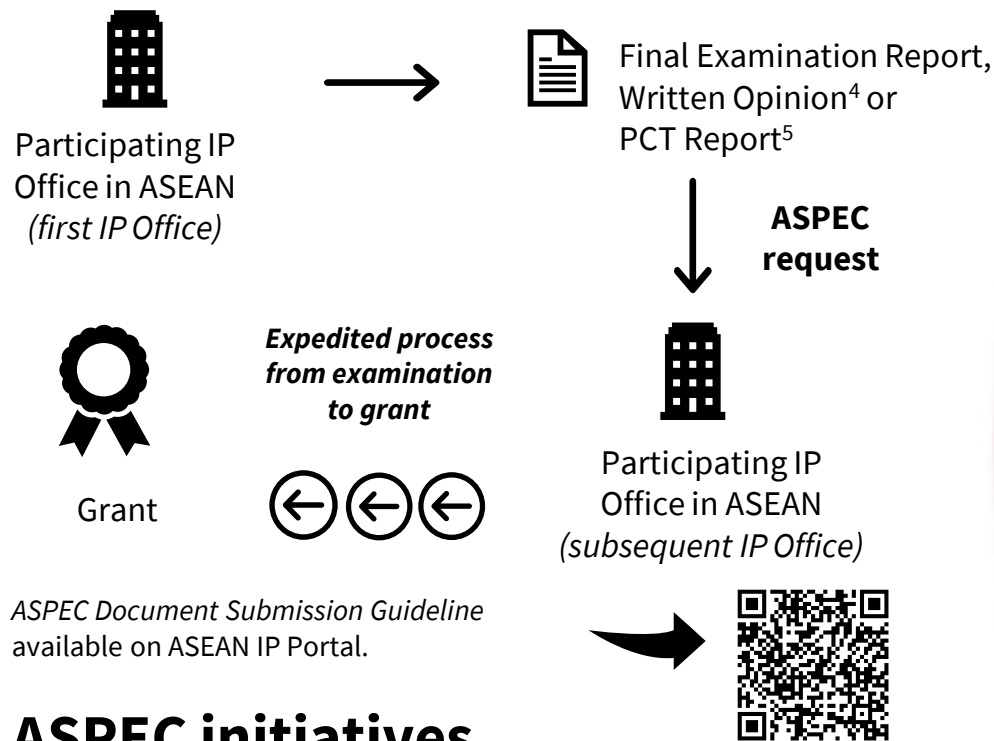 Participating IP
Office in ASEAN
(first IP Office)
Final Examination Report,
Written Opinion⁴ or
PCT Report⁵
ASPEC
request
Participating IP
Office in ASEAN
(subsequent IP Office)
Expedited process
from examination
to grant
Grant
ASPEC Document Submission Guideline
available on ASEAN IP Portal.
ASPEC initiatives